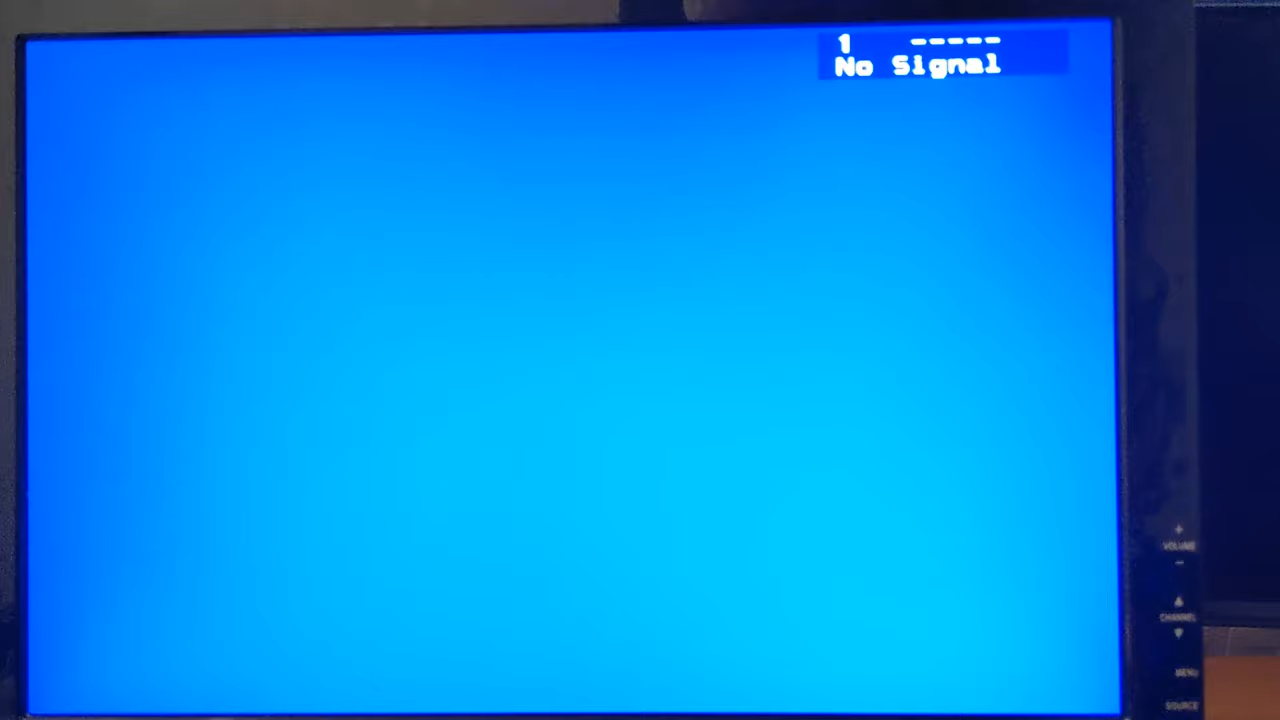 1 -----
No Signal
+
VOLUME
-
CHANNEL
MENU
SOURCE